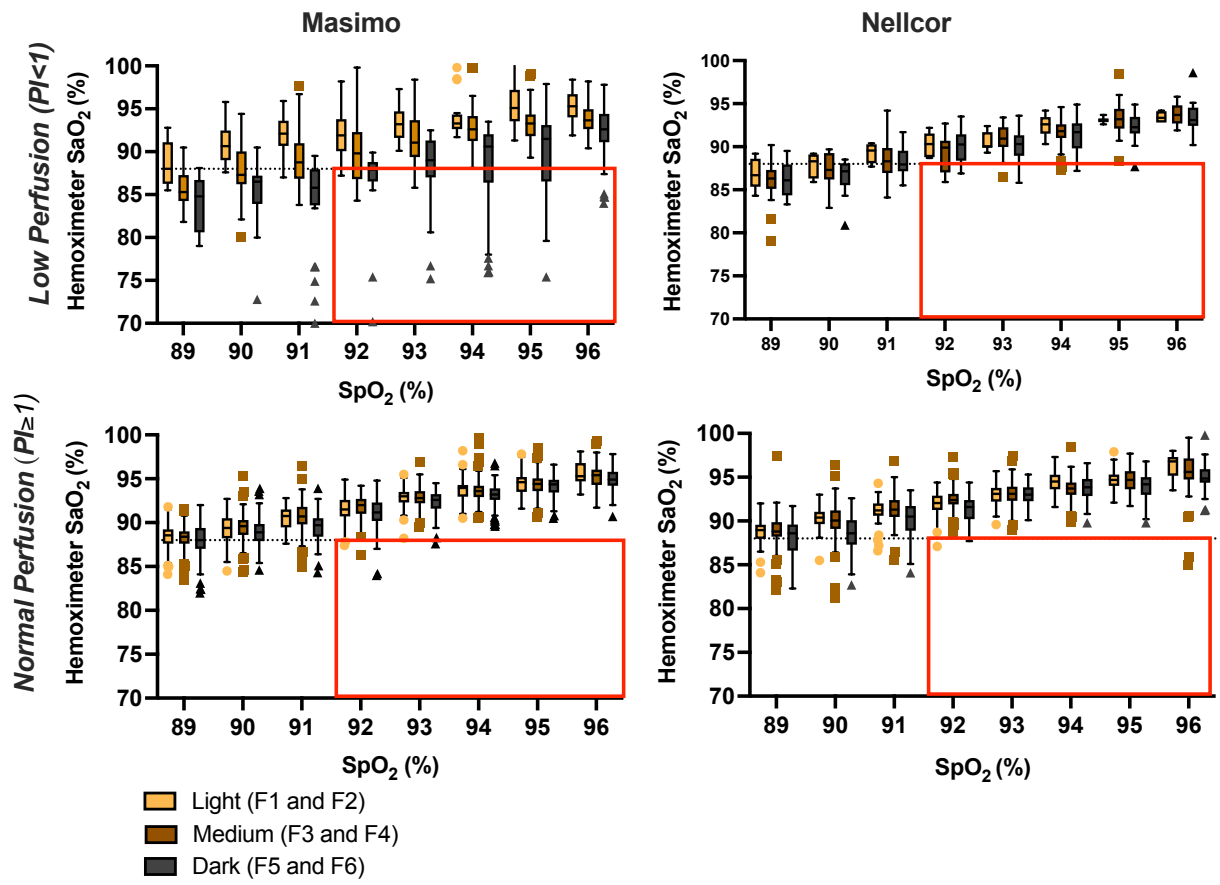 Masimo
Nellcor
Low Perfusion (PI<1)
Hemoximeter SaO₂ (%)
100
95
90
85
80
75
70
89 90 91 92 93 94 95 96
SpO₂ (%)
Hemoximeter SaO₂ (%)
100
95
90
85
80
75
70
89 90 91 92 93 94 95 96
SpO₂ (%)
Normal Perfusion (PI≥1)
Hemoximeter SaO₂ (%)
100
95
90
85
80
75
70
89 90 91 92 93 94 95 96
SpO₂ (%)
Hemoximeter SaO₂ (%)
100
95
90
85
80
75
70
89 90 91 92 93 94 95 96
SpO₂ (%)
Light (F1 and F2)
Medium (F3 and F4)
Dark (F5 and F6)